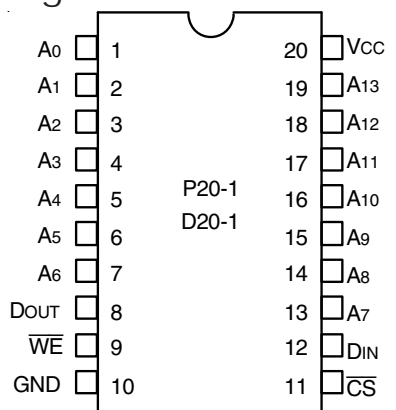 A0 1 20 VCC
A1 2 19 A13
A2 3 18 A12
A3 4 17 A11
A4 5 P20-1 16 A10
A5 6 D20-1 15 A9
A6 7 14 A8
DOUT 8 13 A7
W̅E̅ 9 12 DIN
GND 10 11 C̅S̅